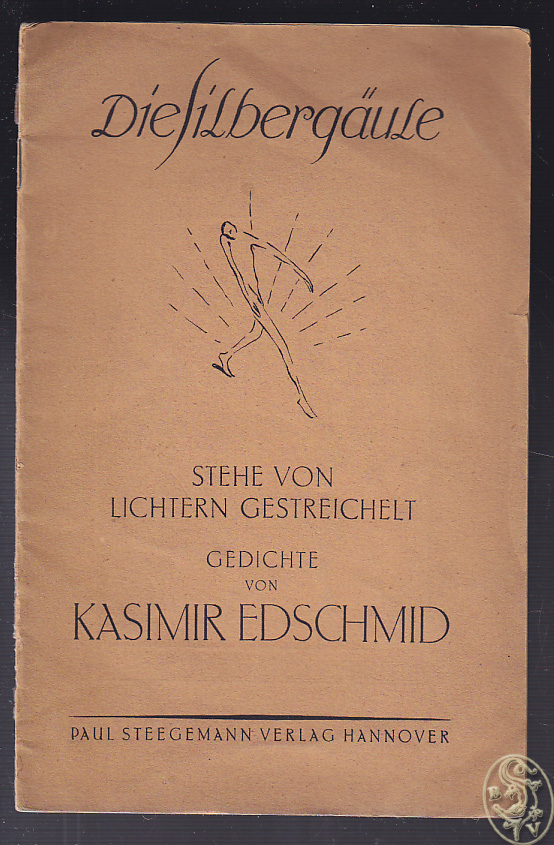 Die Silbergäule
STEHE VON
LICHTERN GESTREICHELT
GEDICHTE
VON
KASIMIR EDSCHMID
PAUL STEEGEMANN VERLAG HANNOVER